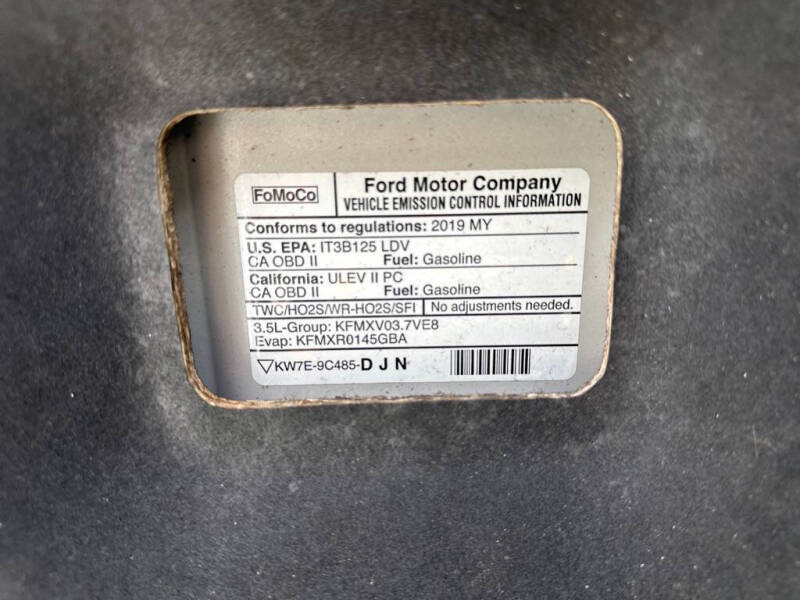 FoMoCo
Ford Motor Company
VEHICLE EMISSION CONTROL INFORMATION
Conforms to regulations: 2019 MY
U.S. EPA: IT3B125 LDV
CA OBD II Fuel: Gasoline
California: ULEV II PC
CA OBD II Fuel: Gasoline
TWC/HO2S/WR-HO2S/SFI No adjustments needed.
3.5L-Group: KFMXV03.7VE8
Evap: KFMXR0145GBA
▽KW7E-9C485-D J N